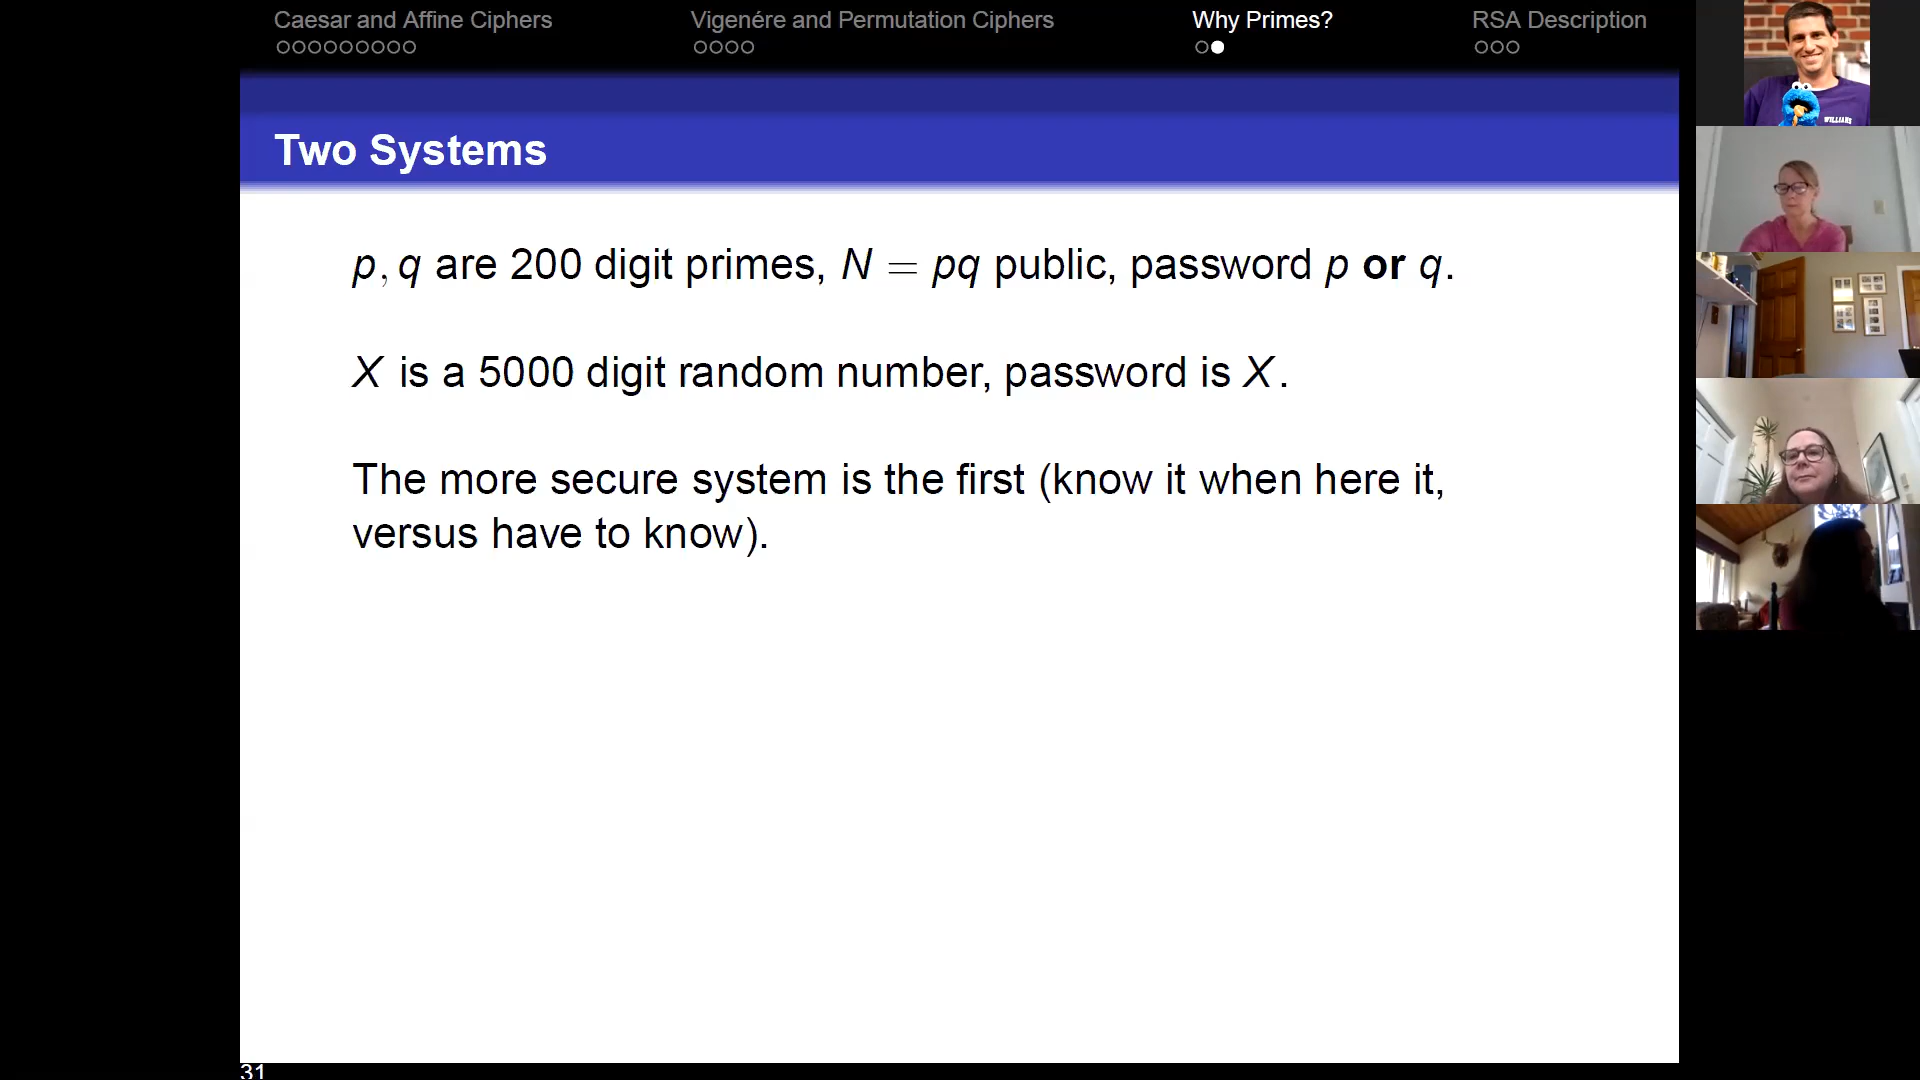 Caesar and Affine Ciphers
Vigenére and Permutation Ciphers
Why Primes?
RSA Description
Two Systems
p, q are 200 digit primes, N = pq public, password p or q.
X is a 5000 digit random number, password is X.
The more secure system is the first (know it when here it,
versus have to know).
31
WILLIAMS